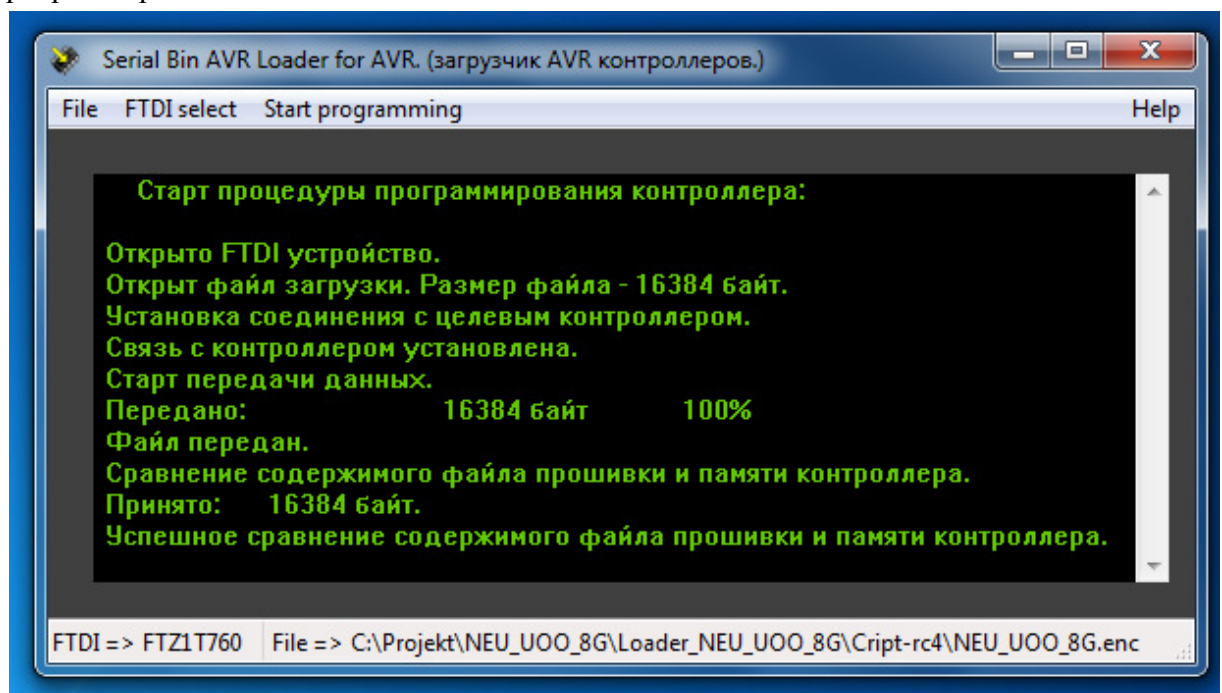 Serial Bin AVR Loader for AVR. (загрузчик AVR контроллеров.)
File FTDI select Start programming Help
Старт процедуры программирования контроллера:
Открыто FTDI устройство.
Открыт файл загрузки. Размер файла - 16384 байт.
Установка соединения с целевым контроллером.
Связь с контроллером установлена.
Старт передачи данных.
Передано: 16384 байт 100%
Файл передан.
Сравнение содержимого файла прошивки и памяти контроллера.
Принято: 16384 байт.
Успешное сравнение содержимого файла прошивки и памяти контроллера.
FTDI => FTZ1T760 File => C:\Projekt\NEU_UOO_8G\Loader_NEU_UOO_8G\Cript-rc4\NEU_UOO_8G.enc